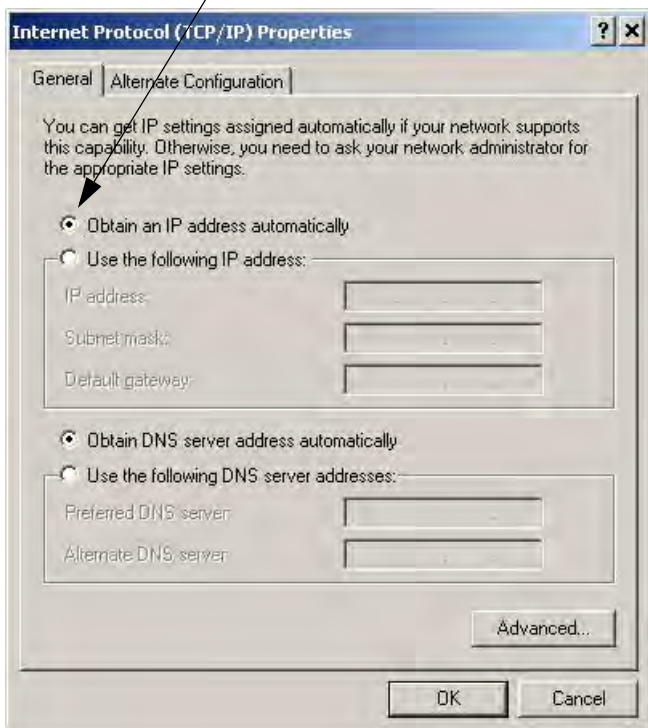 Internet Protocol (TCP/IP) Properties
General
Alternate Configuration
You can get IP settings assigned automatically if your network supports
this capability. Otherwise, you need to ask your network administrator for
the appropriate IP settings.
Obtain an IP address automatically
Use the following IP address:
IP address:
Subnet mask:
Default gateway:
Obtain DNS server address automatically
Use the following DNS server addresses:
Preferred DNS server:
Alternate DNS server:
Advanced...
OK
Cancel